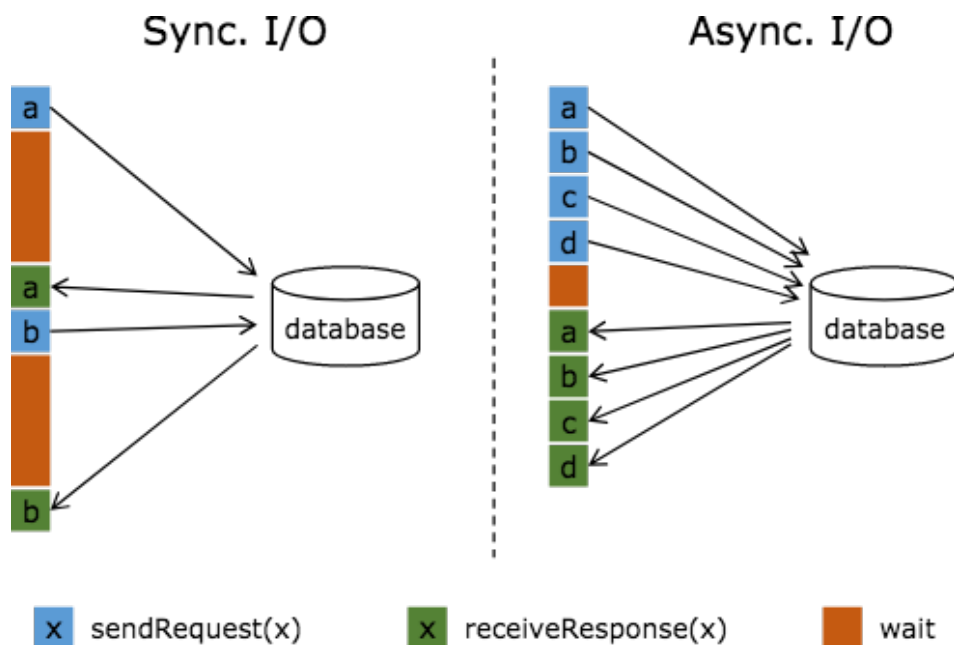 Sync. I/O
Async. I/O
a
a
b
b
database
a
b
c
d
a
b
c
d
database
x sendRequest(x)
x receiveResponse(x)
wait